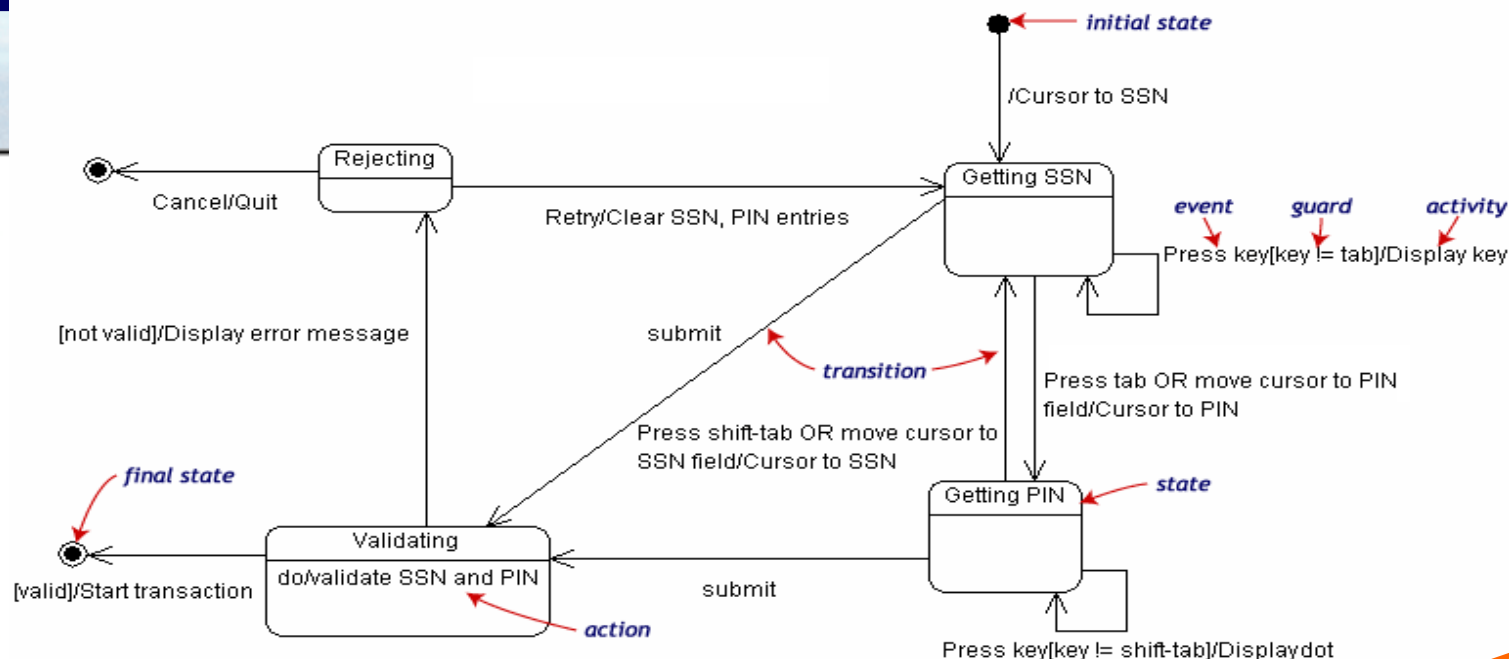 initial state
/Cursor to SSN
Rejecting
Getting SSN
Cancel/Quit
Retry/Clear SSN, PIN entries
event guard activity
Press key[key != tab]/Display key
[not valid]/Display error message
submit
transition
Press tab OR move cursor to PIN
field/Cursor to PIN
Press shift-tab OR move cursor to
SSN field/Cursor to SSN
final state
Getting PIN
state
Validating
do/validate SSN and PIN
[valid]/Start transaction
submit
action
Press key[key != shift-tab]/Displaydot